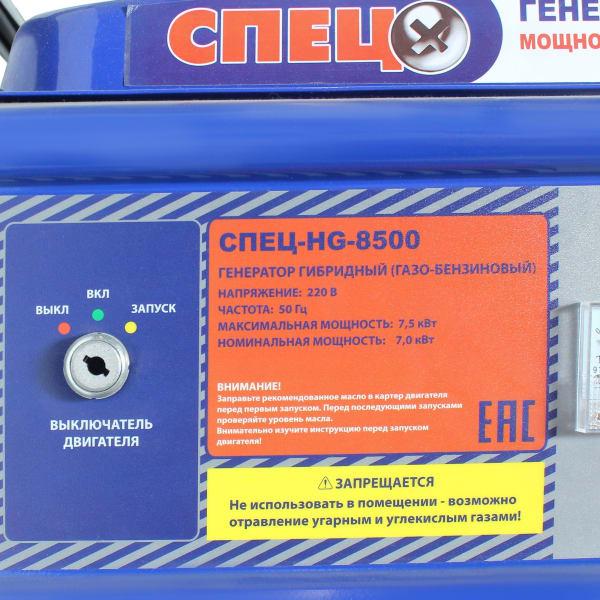 СПЕЦ
ГЕНЕ
МОЩНО
СПЕЦ-HG-8500
ГЕНЕРАТОР ГИБРИДНЫЙ (ГАЗО-БЕНЗИНОВЫЙ)
НАПРЯЖЕНИЕ: 220 В
ЧАСТОТА: 50 Гц
МАКСИМАЛЬНАЯ МОЩНОСТЬ: 7,5 кВт
НОМИНАЛЬНАЯ МОЩНОСТЬ: 7,0 кВт
ВКЛ
ВЫКЛ ЗАПУСК
ВЫКЛЮЧАТЕЛЬ
ДВИГАТЕЛЯ
ВНИМАНИЕ!
Заправьте рекомендованное масло в картер двигателя
перед первым запуском. Перед последующими запусками
проверяйте уровень масла.
Внимательно изучите инструкцию перед запуском
двигателя!
ЕАС
⚠ ЗАПРЕЩАЕТСЯ
Не использовать в помещении - возможно
отравление угарным и углекислым газами!